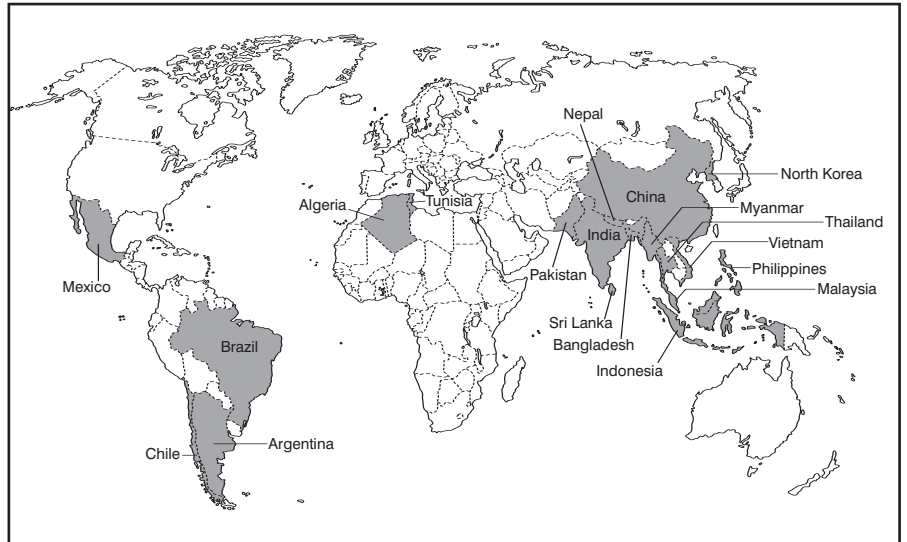 Nepal
North Korea
China
Algeria
Tunisia
Myanmar
Thailand
India
Vietnam
Philippines
Pakistan
Mexico
Malaysia
Sri Lanka
Bangladesh
Brazil
Indonesia
Argentina
Chile